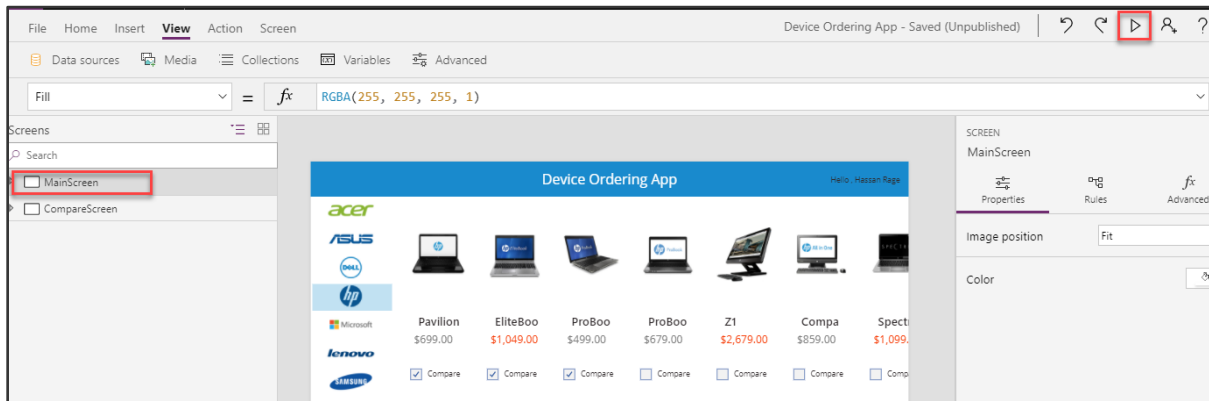 File Home Insert View Action Screen Device Ordering App - Saved (Unpublished) ?
Data sources Media Collections Variables Advanced
Fill = fx RGBA(255, 255, 255, 1)
Screens
Search
MainScreen
CompareScreen
SCREEN
MainScreen
Properties Rules fx Advanced
Image position Fit
Color
Device Ordering App Hello , Hassan Rage
acer
ASUS
DELL
hp
Microsoft
lenovo
SAMSUNG
Pavilion EliteBoo ProBoo ProBoo Z1 Compa Spect
$699.00 $1,049.00 $499.00 $679.00 $2,679.00 $859.00 $1,099.
Compare Compare Compare Compare Compare Compare Comp